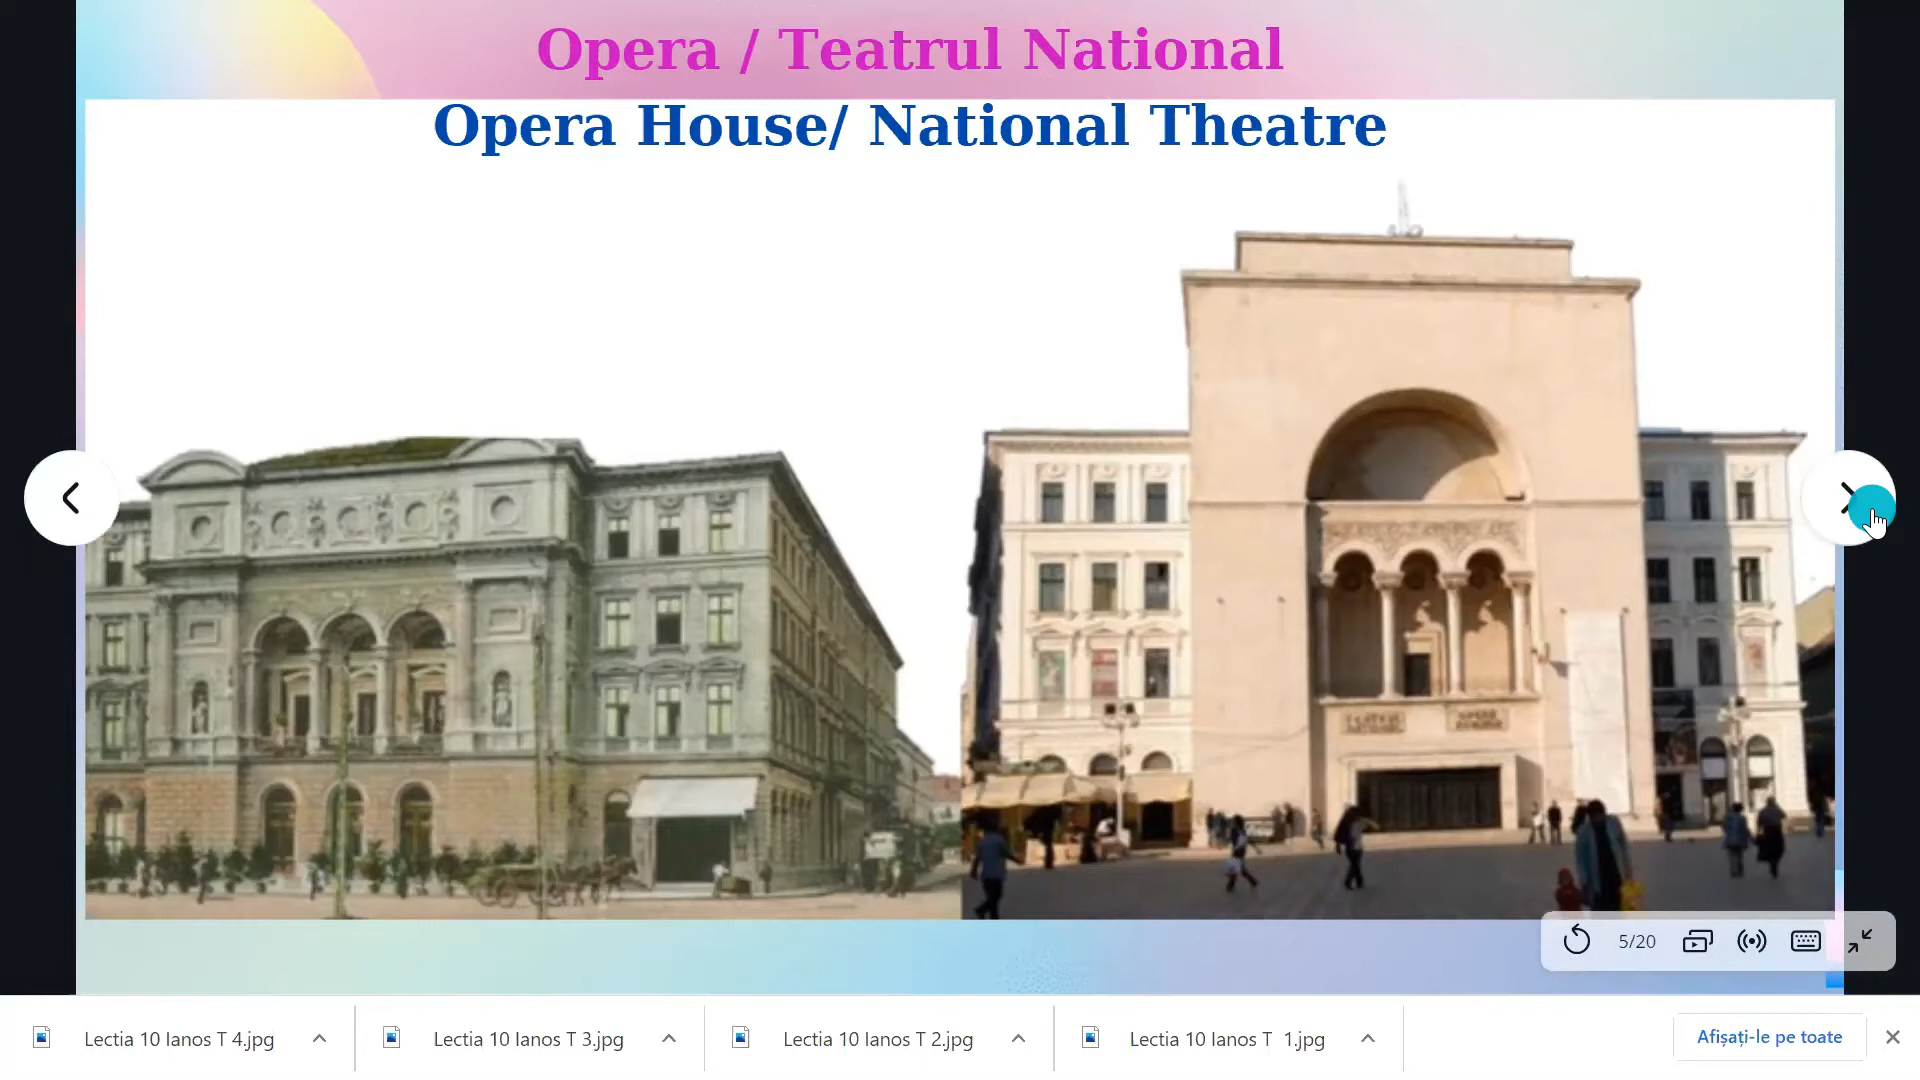 Opera / Teatrul National
Opera House/ National Theatre
5/20
Lectia 10 Ianos T 4.jpg
Lectia 10 Ianos T 3.jpg
Lectia 10 Ianos T 2.jpg
Lectia 10 Ianos T 1.jpg
Afișați-le pe toate